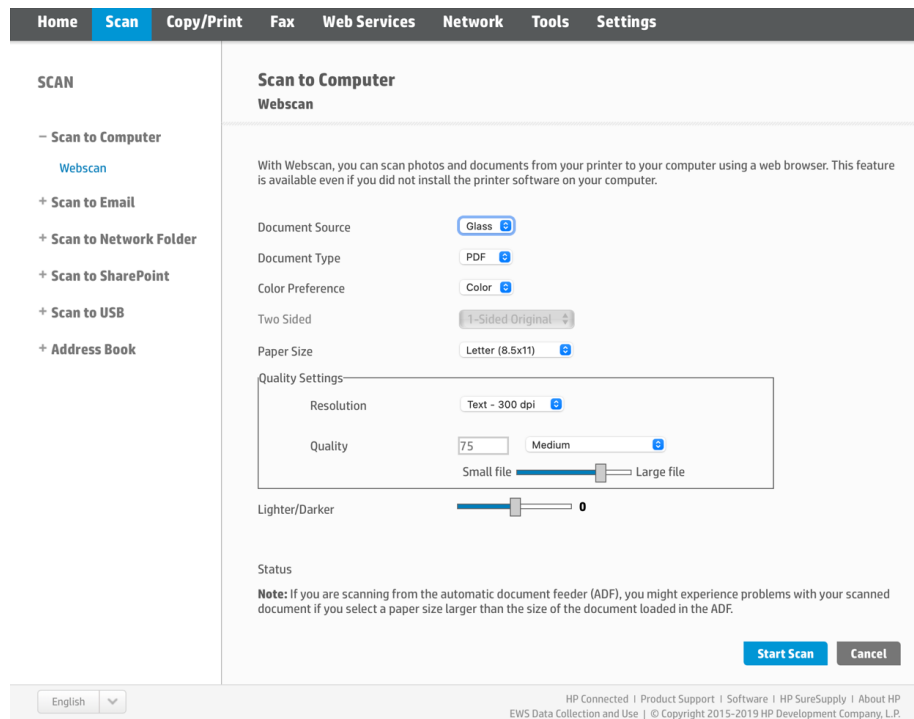 Home Scan Copy/Print Fax Web Services Network Tools Settings
SCAN
− Scan to Computer
Webscan
+ Scan to Email
+ Scan to Network Folder
+ Scan to SharePoint
+ Scan to USB
+ Address Book
Scan to Computer
Webscan
With Webscan, you can scan photos and documents from your printer to your computer using a web browser. This feature
is available even if you did not install the printer software on your computer.
Document Source Glass
Document Type PDF
Color Preference Color
Two Sided 1-Sided Original
Paper Size Letter (8.5x11)
Quality Settings
Resolution Text - 300 dpi
Quality 75 Medium
Small file Large file
Lighter/Darker 0
Status
Note: If you are scanning from the automatic document feeder (ADF), you might experience problems with your scanned
document if you select a paper size larger than the size of the document loaded in the ADF.
Start Scan Cancel
English
HP Connected | Product Support | Software | HP SureSupply | About HP
EWS Data Collection and Use | © Copyright 2015-2019 HP Development Company, L.P.